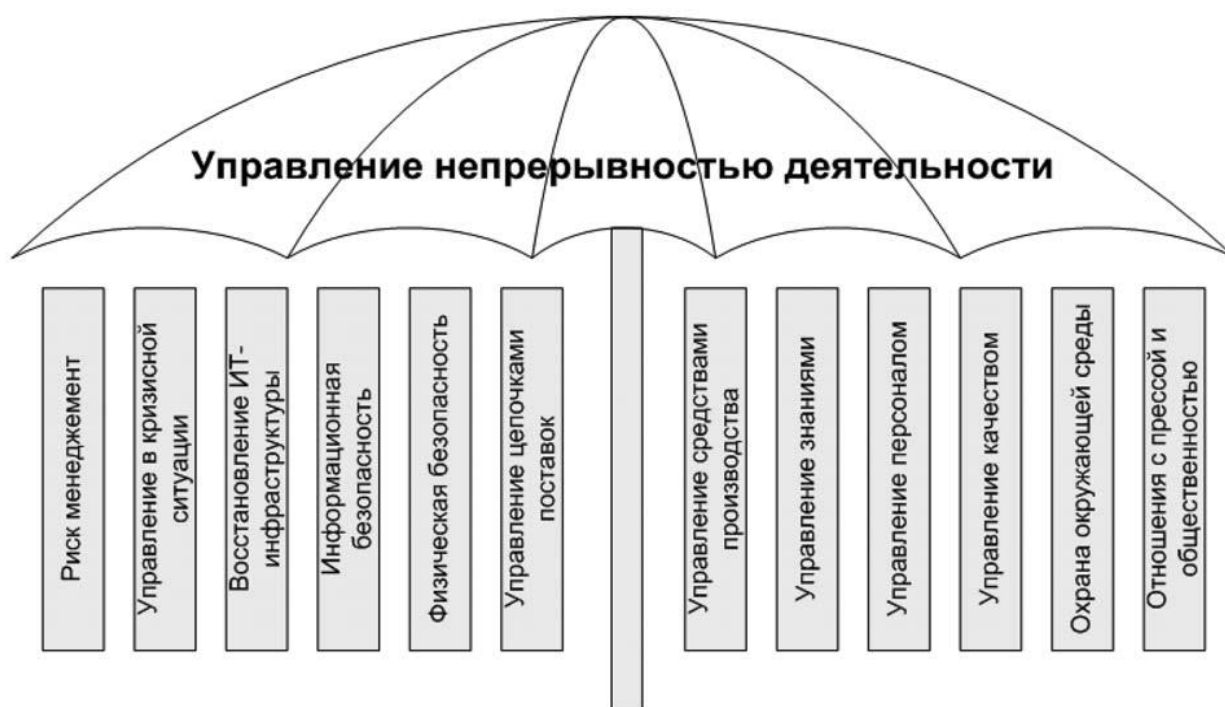 Управление непрерывностью деятельности
Риск менеджемент
Управление в кризисной
ситуации
Восстановление ИТ-
инфраструктуры
Информационная
безопасность
Физическая безопасность
Управление цепочками
поставок
Управление средствами
производства
Управление знаниями
Управление персоналом
Управление качеством
Охрана окружающей среды
Отношения с прессой и
общественностью